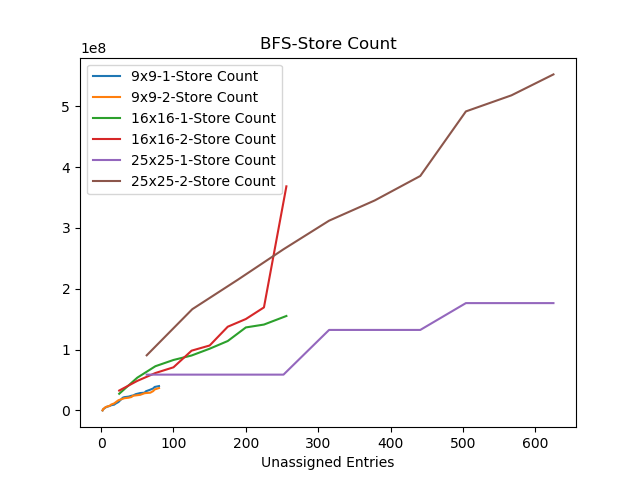 BFS-Store Count
1e8
9x9-1-Store Count
9x9-2-Store Count
16x16-1-Store Count
16x16-2-Store Count
25x25-1-Store Count
25x25-2-Store Count
5
4
3
2
1
0
0 100 200 300 400 500 600
Unassigned Entries